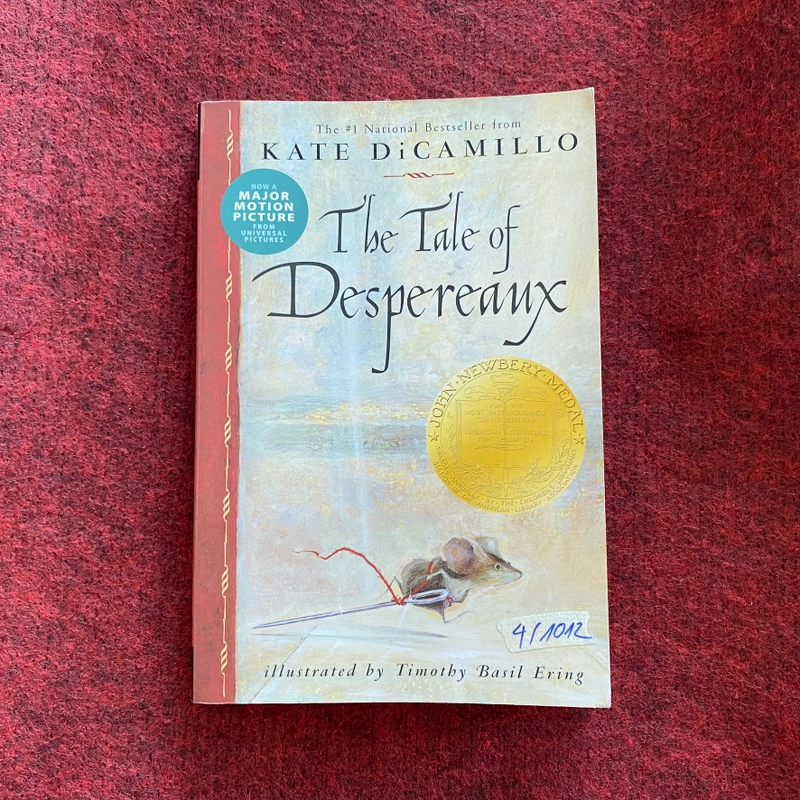 The #1 National Bestseller from
KATE DiCAMILLO
NOW A
MAJOR
MOTION
PICTURE
FROM
UNIVERSAL
PICTURES
The Tale of
Despereaux
JOHN · NEWBERY · MEDAL
4/1012
illustrated by Timothy Basil Ering